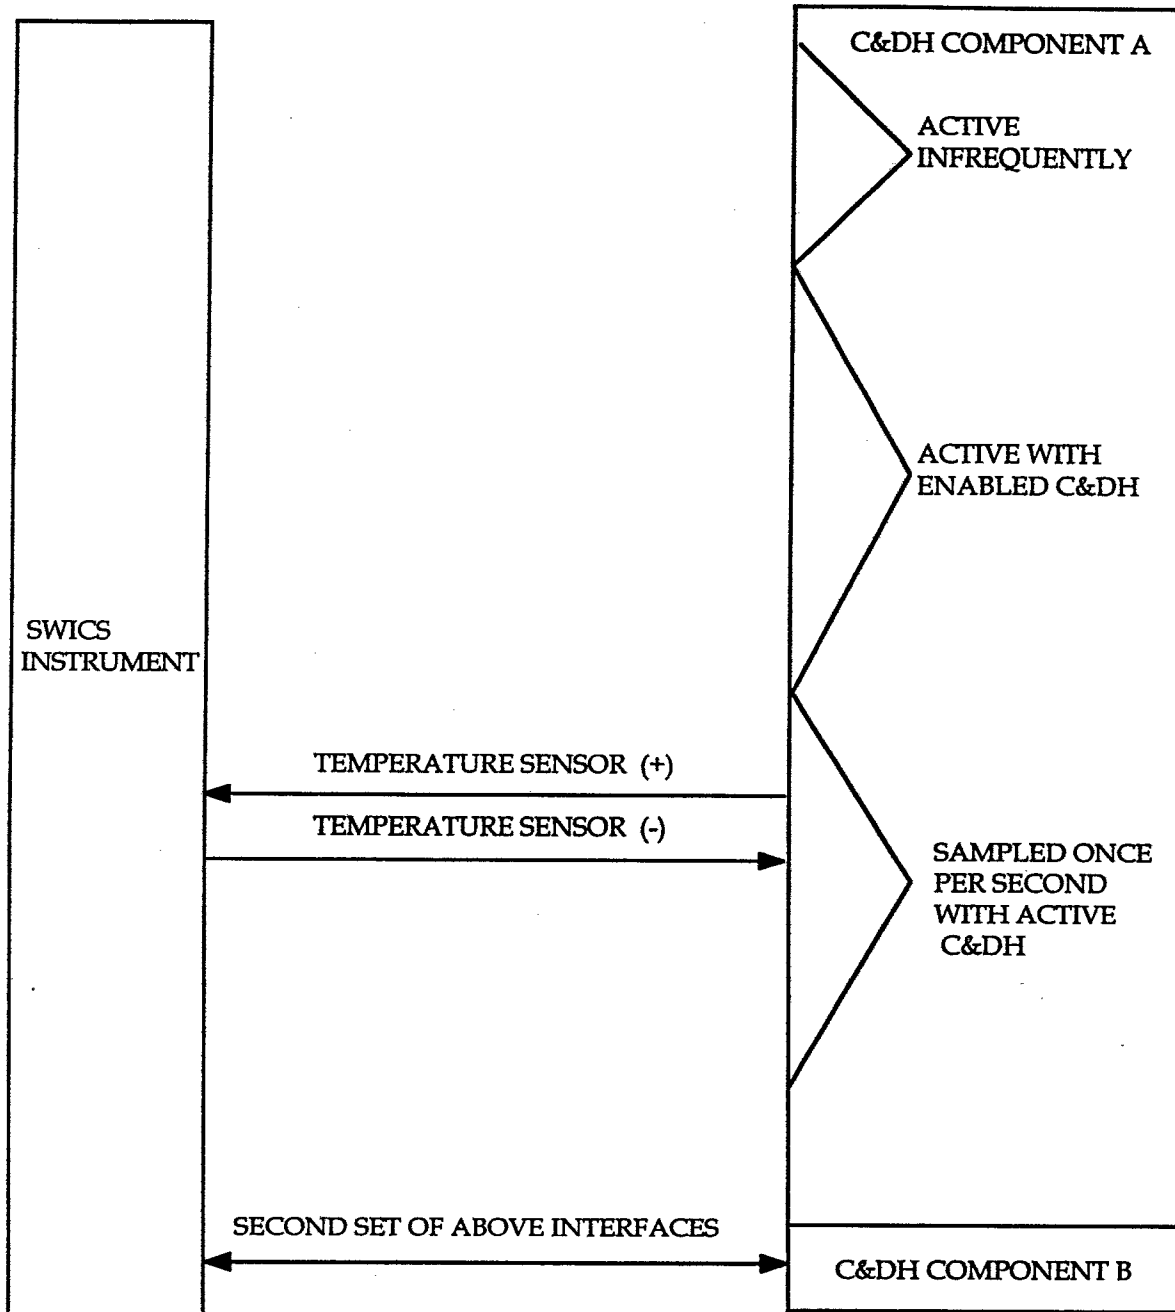 C&DH COMPONENT A
ACTIVE
INFREQUENTLY
ACTIVE WITH
ENABLED C&DH
SWICS
INSTRUMENT
TEMPERATURE SENSOR (+)
TEMPERATURE SENSOR (-)
SAMPLED ONCE
PER SECOND
WITH ACTIVE
C&DH
SECOND SET OF ABOVE INTERFACES
C&DH COMPONENT B